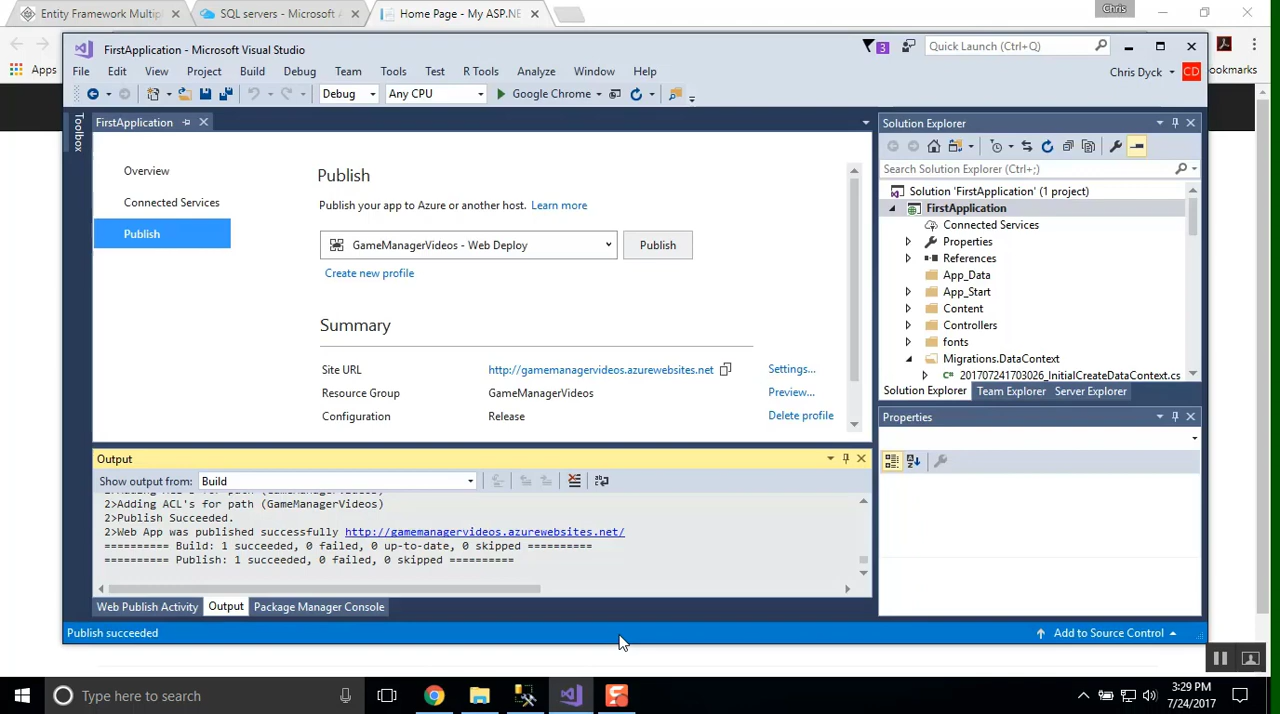 Entity Framework Multip
SQL servers - Microsoft A
Home Page - My ASP.NE
Chris
Apps
ookmarks
FirstApplication - Microsoft Visual Studio
3
Quick Launch (Ctrl+Q)
File Edit View Project Build Debug Team Tools Test R Tools Analyze Window Help
Chris Dyck
CD
Debug
Any CPU
Google Chrome
Toolbox
FirstApplication
Overview
Connected Services
Publish
Publish
Publish your app to Azure or another host. Learn more
GameManagerVideos - Web Deploy
Publish
Create new profile
Summary
Site URL http://gamemanagervideos.azurewebsites.net Settings...
Resource Group GameManagerVideos Preview...
Configuration Release Delete profile
Solution Explorer
Search Solution Explorer (Ctrl+;)
Solution 'FirstApplication' (1 project)
FirstApplication
Connected Services
Properties
References
App_Data
App_Start
Content
Controllers
fonts
Migrations.DataContext
C# 201707241703026_InitialCreateDataContext.cs
Solution Explorer Team Explorer Server Explorer
Properties
Output
Show output from: Build
2>Adding ACL's for path (GameManagerVideos)
2>Adding ACL's for path (GameManagerVideos)
2>Publish Succeeded.
2>Web App was published successfully http://gamemanagervideos.azurewebsites.net/
========== Build: 1 succeeded, 0 failed, 0 up-to-date, 0 skipped ==========
========== Publish: 1 succeeded, 0 failed, 0 skipped ==========
Web Publish Activity Output Package Manager Console
Publish succeeded
Add to Source Control
Type here to search
3:29 PM
7/24/2017